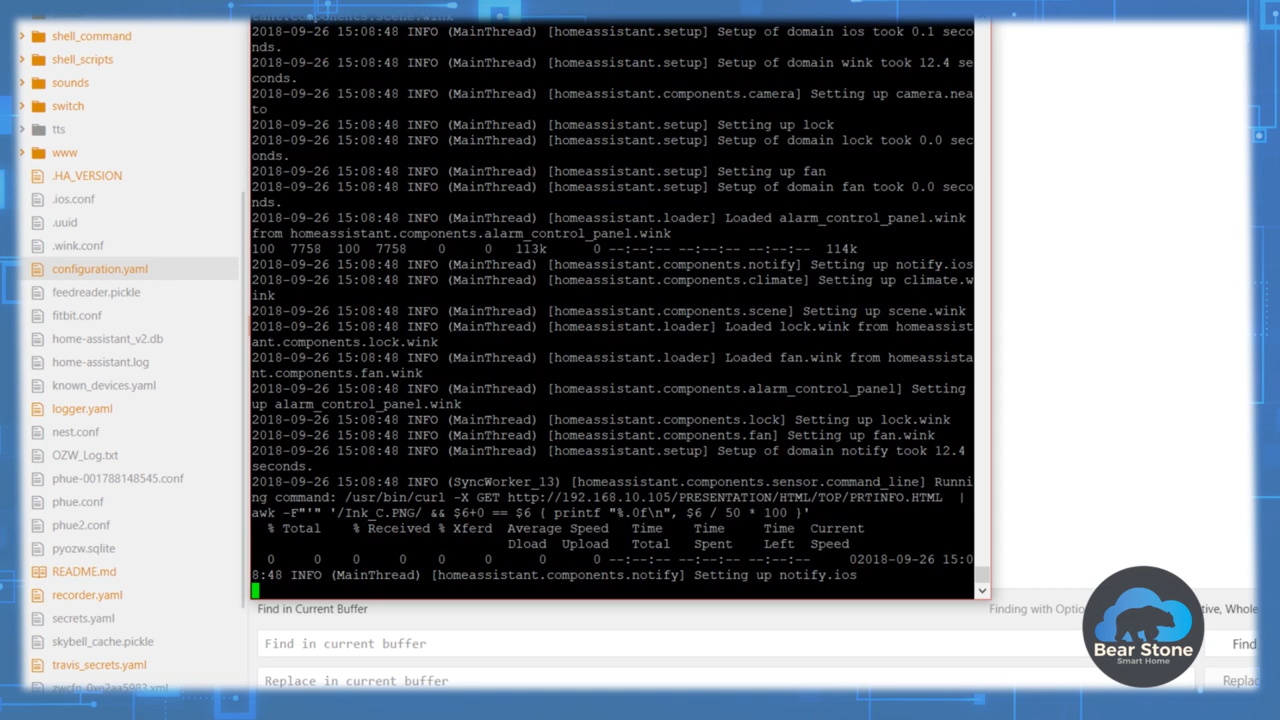 shell_command
shell_scripts
sounds
switch
tts
www
.HA_VERSION
.ios.conf
.uuid
.wink.conf
configuration.yaml
feedreader.pickle
fitbit.conf
home-assistant_v2.db
home-assistant.log
known_devices.yaml
logger.yaml
nest.conf
OZW_Log.txt
phue-001788148545.conf
phue.conf
phue2.conf
pyozw.sqlite
README.md
recorder.yaml
secrets.yaml
skybell_cache.pickle
travis_secrets.yaml
zwcfg_0xe2aa5983.xml
2018-09-26 15:08:48 INFO (MainThread) [homeassistant.setup] Setup of domain ios took 0.1 seco
nds.
2018-09-26 15:08:48 INFO (MainThread) [homeassistant.setup] Setup of domain wink took 12.4 se
conds.
2018-09-26 15:08:48 INFO (MainThread) [homeassistant.components.camera] Setting up camera.nea
to
2018-09-26 15:08:48 INFO (MainThread) [homeassistant.setup] Setting up lock
2018-09-26 15:08:48 INFO (MainThread) [homeassistant.setup] Setup of domain lock took 0.0 sec
onds.
2018-09-26 15:08:48 INFO (MainThread) [homeassistant.setup] Setting up fan
2018-09-26 15:08:48 INFO (MainThread) [homeassistant.setup] Setup of domain fan took 0.0 seco
nds.
2018-09-26 15:08:48 INFO (MainThread) [homeassistant.loader] Loaded alarm_control_panel.wink
from homeassistant.components.alarm_control_panel.wink
100 7758 100 7758 0 0 113k 0 --:--:-- --:--:-- --:--:-- 114k
2018-09-26 15:08:48 INFO (MainThread) [homeassistant.components.notify] Setting up notify.ios
2018-09-26 15:08:48 INFO (MainThread) [homeassistant.components.climate] Setting up climate.w
ink
2018-09-26 15:08:48 INFO (MainThread) [homeassistant.components.scene] Setting up scene.wink
2018-09-26 15:08:48 INFO (MainThread) [homeassistant.loader] Loaded lock.wink from homeassist
ant.components.lock.wink
2018-09-26 15:08:48 INFO (MainThread) [homeassistant.loader] Loaded fan.wink from homeassista
nt.components.fan.wink
2018-09-26 15:08:48 INFO (MainThread) [homeassistant.components.alarm_control_panel] Setting
up alarm_control_panel.wink
2018-09-26 15:08:48 INFO (MainThread) [homeassistant.components.lock] Setting up lock.wink
2018-09-26 15:08:48 INFO (MainThread) [homeassistant.components.fan] Setting up fan.wink
2018-09-26 15:08:48 INFO (MainThread) [homeassistant.setup] Setup of domain notify took 12.4
seconds.
2018-09-26 15:08:48 INFO (SyncWorker_13) [homeassistant.components.sensor.command_line] Runni
ng command: /usr/bin/curl -X GET http://192.168.10.105/PRESENTATION/HTML/TOP/PRTINFO.HTML |
awk -F"'" '/Ink_C.PNG/ && $6+0 == $6 { printf "%.0f\n", $6 / 50 * 100 }'
% Total % Received % Xferd Average Speed Time Time Time Current
Dload Upload Total Spent Left Speed
0 0 0 0 0 0 0 0 --:--:-- --:--:-- --:--:-- 02018-09-26 15:0
8:48 INFO (MainThread) [homeassistant.components.notify] Setting up notify.ios
Find in Current Buffer
Finding with Optio
Whole
Find in current buffer
Find
Replace in current buffer
Replac
Bear Stone
Smart Home